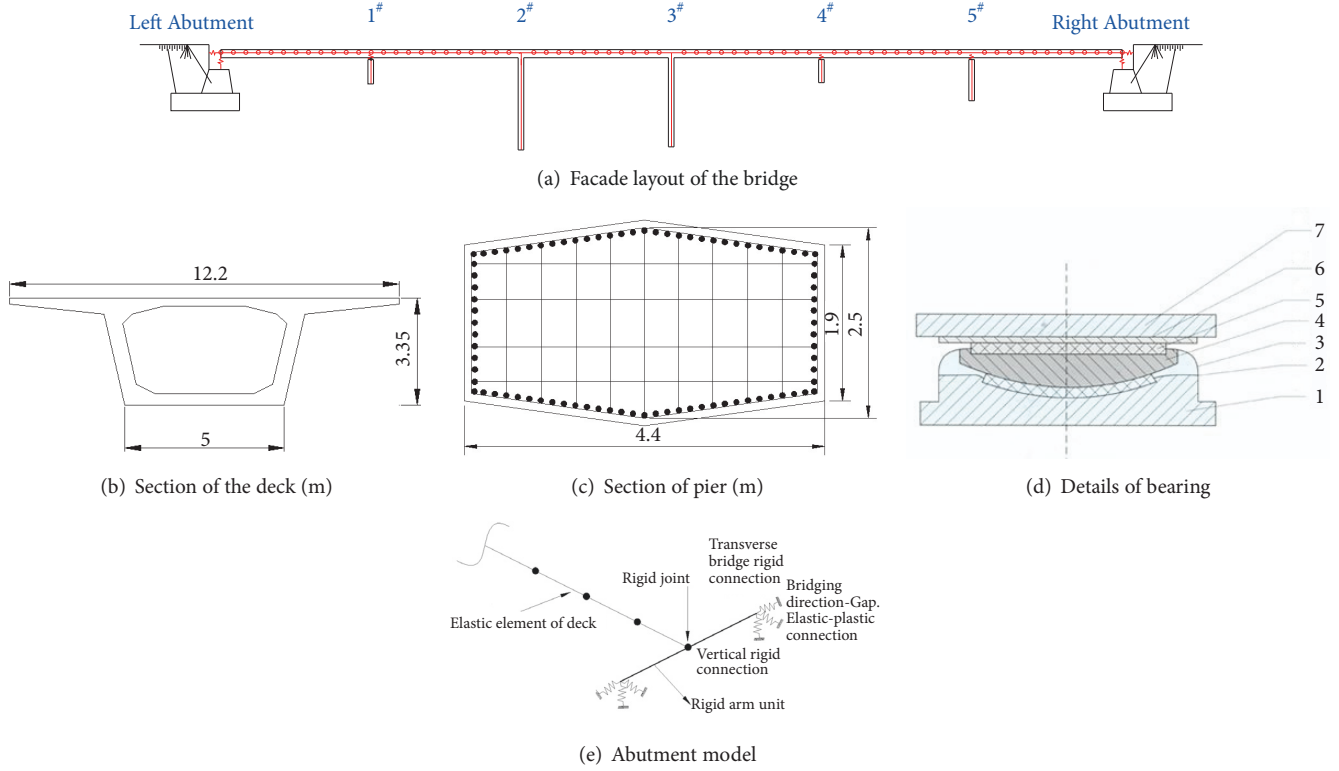 1#
2#
3#
4#
5#
Left Abutment
Right Abutment
(a) Facade layout of the bridge
12.2
3.35
5
(b) Section of the deck (m)
1.9
2.5
4.4
(c) Section of pier (m)
7
6
5
4
3
2
1
(d) Details of bearing
Transverse
bridge rigid
connection
Rigid joint
Bridging
direction-Gap.
Elastic-plastic
connection
Elastic element of deck
Vertical rigid
connection
Rigid arm unit
(e) Abutment model